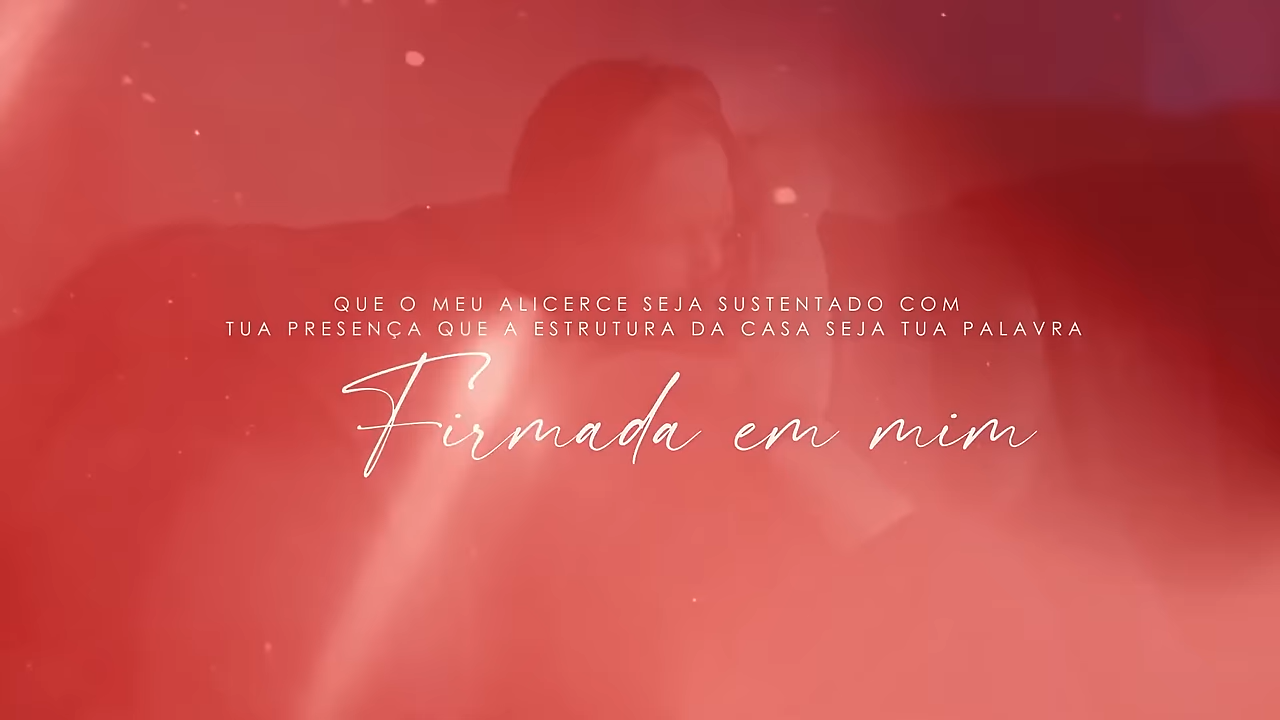 QUE O MEU ALICERCE SEJA SUSTENTADO COM
TUA PRESENÇA QUE A ESTRUTURA DA CASA SEJA TUA PALAVRA
Firmada em mim